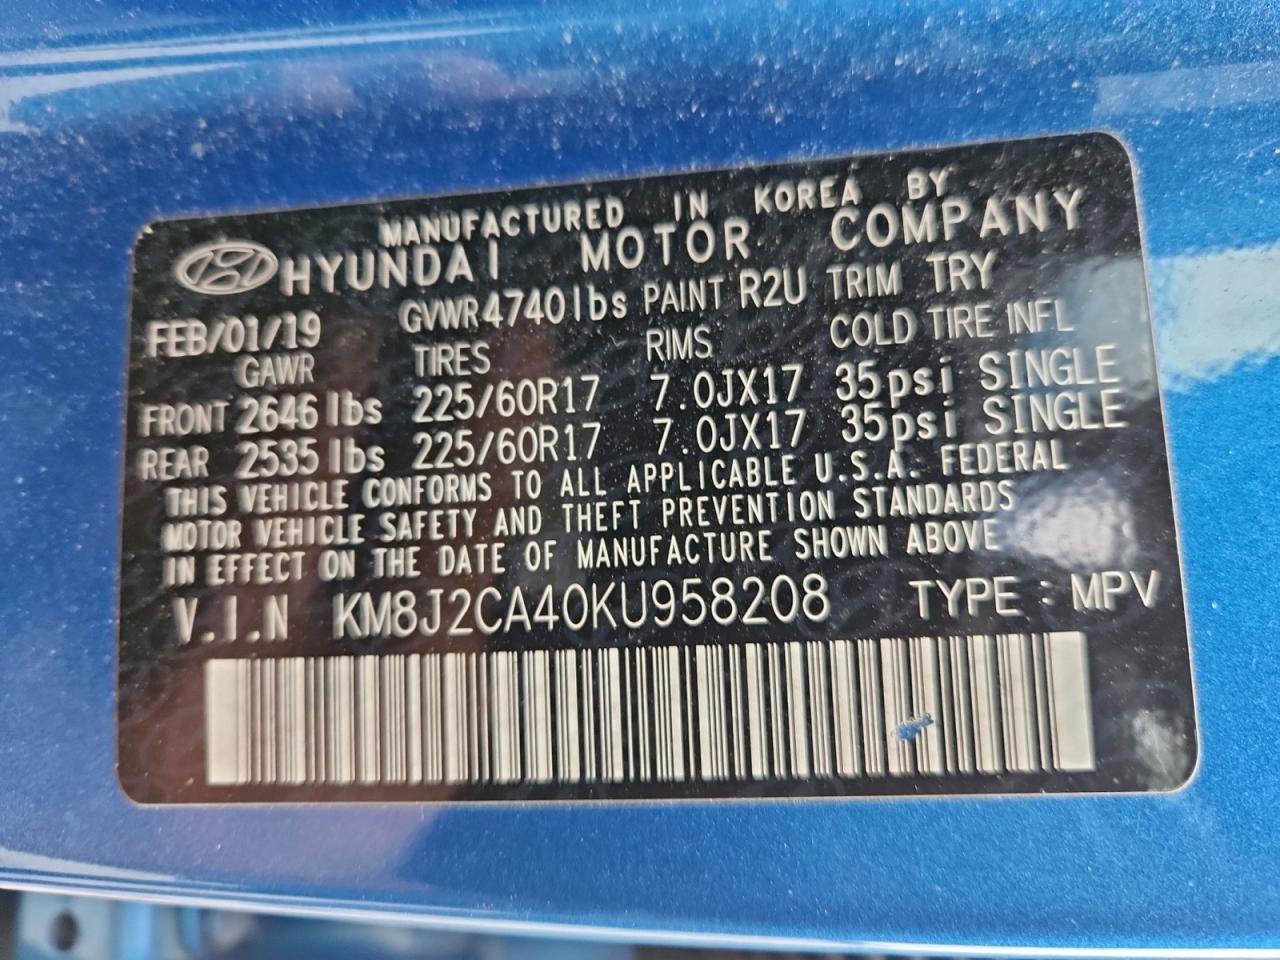 MANUFACTURED IN KOREA BY
HYUNDAI MOTOR COMPANY
FEB/01/19 GVWR 4740lbs PAINT R2U TRIM TRY
GAWR TIRES RIMS COLD TIRE INFL
FRONT 2646 lbs 225/60R17 7.0JX17 35psi SINGLE
REAR 2535 lbs 225/60R17 7.0JX17 35psi SINGLE
THIS VEHICLE CONFORMS TO ALL APPLICABLE U.S.A. FEDERAL
MOTOR VEHICLE SAFETY AND THEFT PREVENTION STANDARDS
IN EFFECT ON THE DATE OF MANUFACTURE SHOWN ABOVE
V.I.N KM8J2CA40KU958208 TYPE : MPV